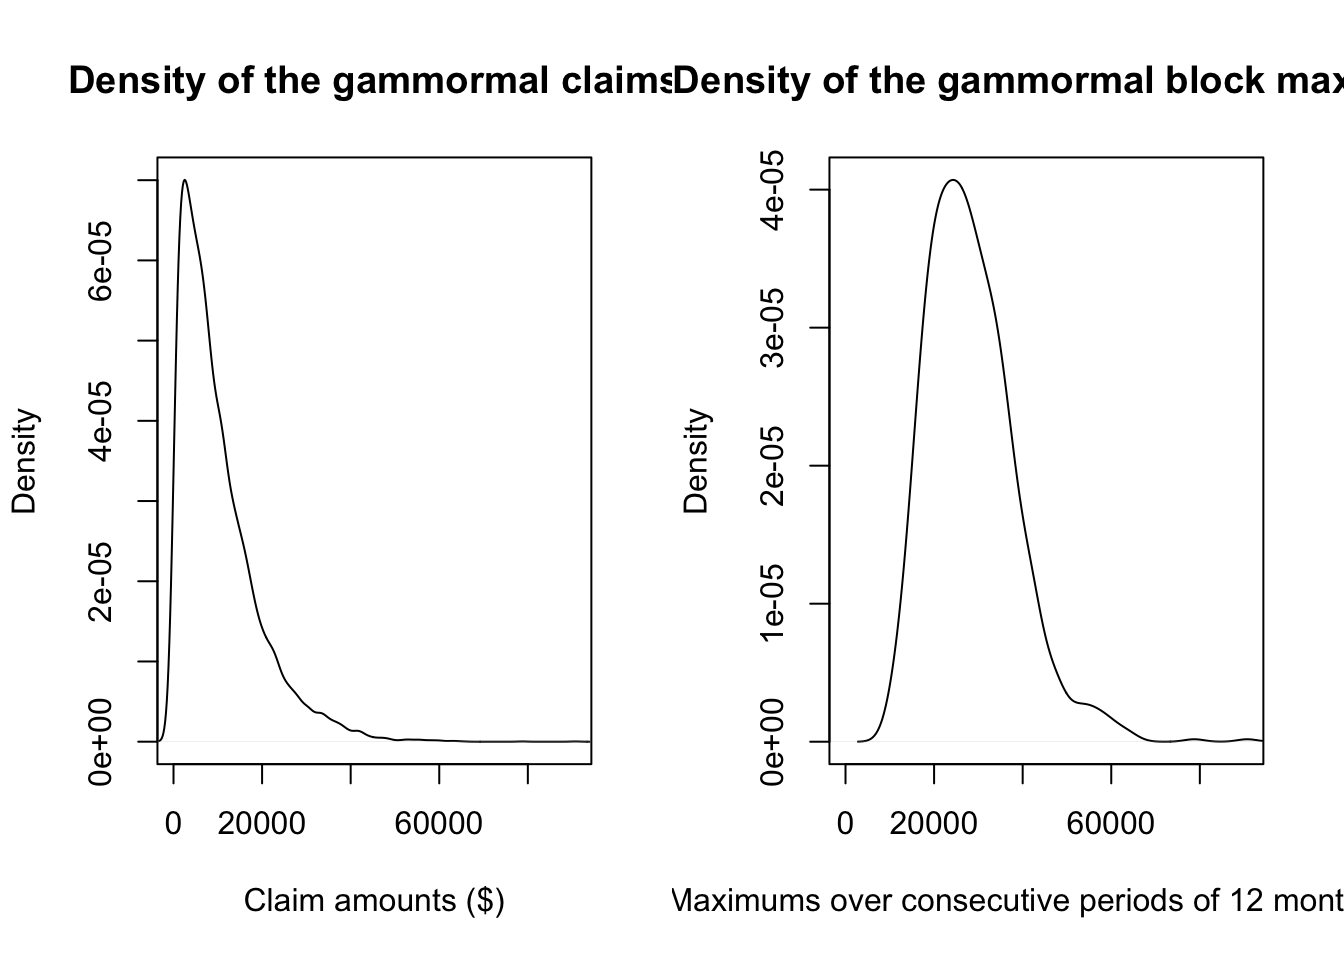 Density of the gammormal claims
6e-05
4e-05
2e-05
0e+00
Density
0 20000 60000
Claim amounts ($)
Density of the gammormal block max
4e-05
3e-05
2e-05
1e-05
0e+00
Density
0 20000 60000
Maximums over consecutive periods of 12 mont